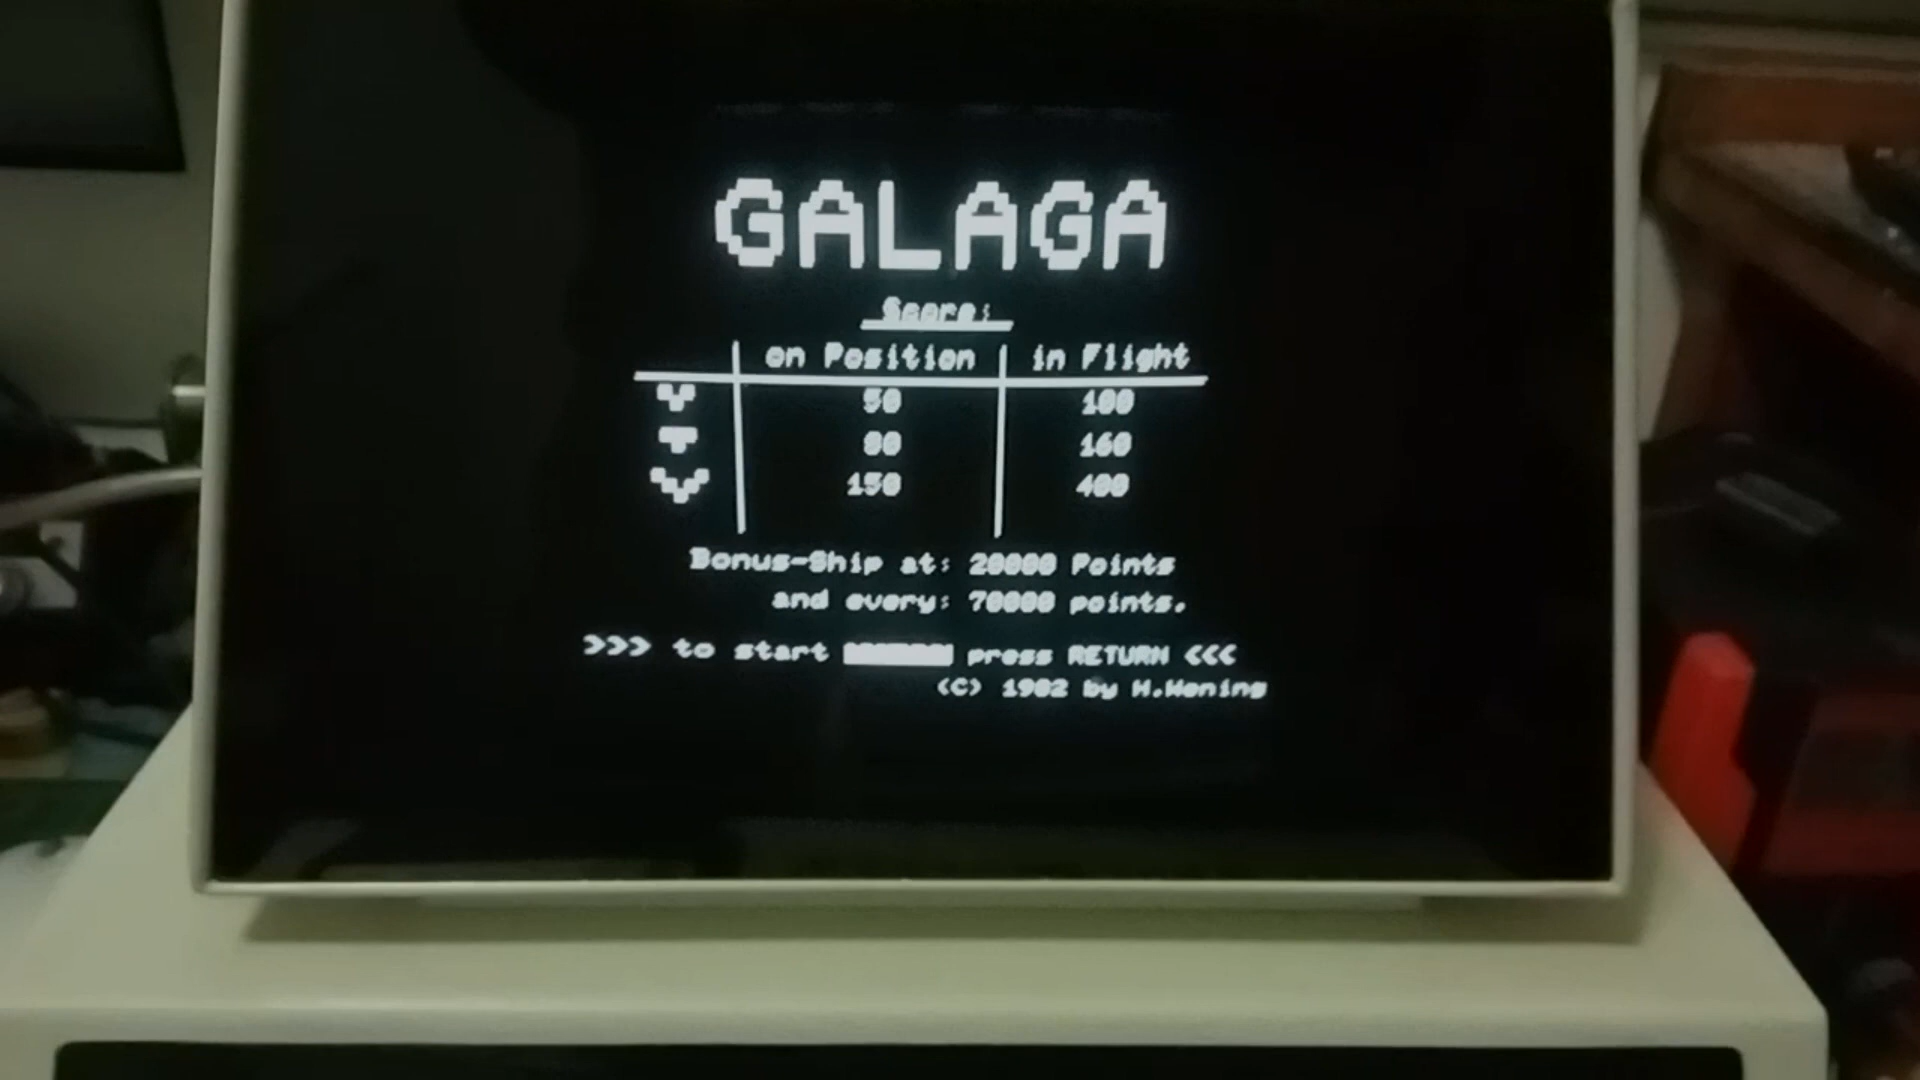 GALAGA
Score:
on Position in Flight
50 100
80 160
150 400
Bonus-Ship at: 20000 Points
and every: 70000 points.
>>> to start press RETURN <<<
(C) 1982 by H.Wening